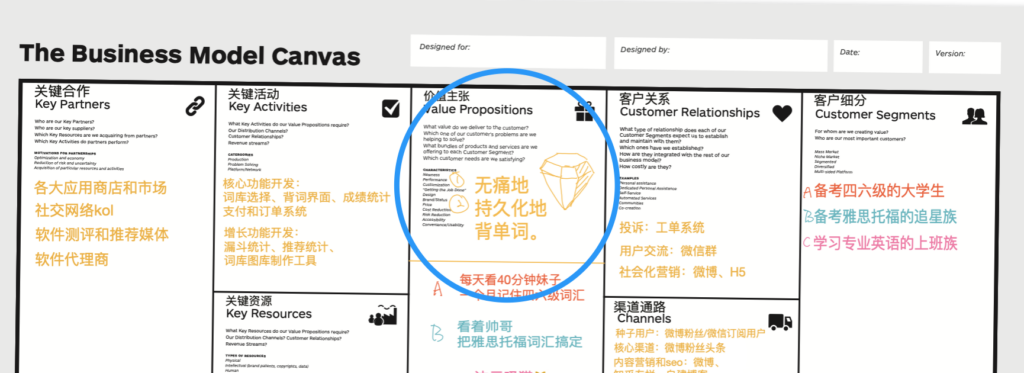 The Business Model Canvas
Designed for:
Designed by:
Date:
Version:
关键合作
Key Partners
Who are our Key Partners?
Who are our key suppliers?
Which Key Resources are we acquiring from partners?
Which Key Activities do partners perform?
MOTIVATIONS FOR PARTNERSHIPS
Optimization and economy
Reduction of risk and uncertainty
Acquisition of particular resources and activities
各大应用商店和市场
社交网络kol
软件测评和推荐媒体
软件代理商
关键活动
Key Activities
What Key Activities do our Value Propositions require?
Our Distribution Channels?
Customer Relationships?
Revenue streams?
CATEGORIES
Production
Problem Solving
Platform/Network
核心功能开发：
词库选择、背词界面、成绩统计
支付和订单系统
增长功能开发：
漏斗统计、推荐统计、
词库图库制作工具
关键资源
Key Resources
What Key Resources do our Value Propositions require?
Our Distribution Channels? Customer Relationships?
Revenue Streams?
TYPES OF RESOURCES
Physical
Intellectual (brand patents, copyrights, data)
Human
价值主张
Value Propositions
What value do we deliver to the customer?
Which one of our customer's problems are we
helping to solve?
What bundles of products and services are we
offering to each Customer Segment?
Which customer needs are we satisfying?
CHARACTERISTICS
Newness
Performance
Customization
"Getting the Job Done"
Design
Brand/Status
Price
Cost Reduction
Risk Reduction
Accessibility
Convenience/Usability
① 无痛地
② 持久化地
背单词。
A 每天看40分钟妹子
一个月记住四六级词汇
B 看着帅哥
把雅思托福词汇搞定
客户关系
Customer Relationships
What type of relationship does each of our
Customer Segments expect us to establish
and maintain with them?
Which ones have we established?
How are they integrated with the rest of our
business model?
How costly are they?
EXAMPLES
Personal assistance
Dedicated Personal Assistance
Self-Service
Automated Services
Communities
Co-creation
投诉：工单系统
用户交流：微信群
社会化营销：微博、H5
渠道通路
Channels
种子用户：微博粉丝/微信订阅用户
核心渠道：微博粉丝头条
内容营销和seo：微博、
客户细分
Customer Segments
For whom are we creating value?
Who are our most important customers?
Mass Market
Niche Market
Segmented
Diversified
Multi-sided Platform
A 备考四六级的大学生
B 备考雅思托福的追星族
C 学习专业英语的上班族